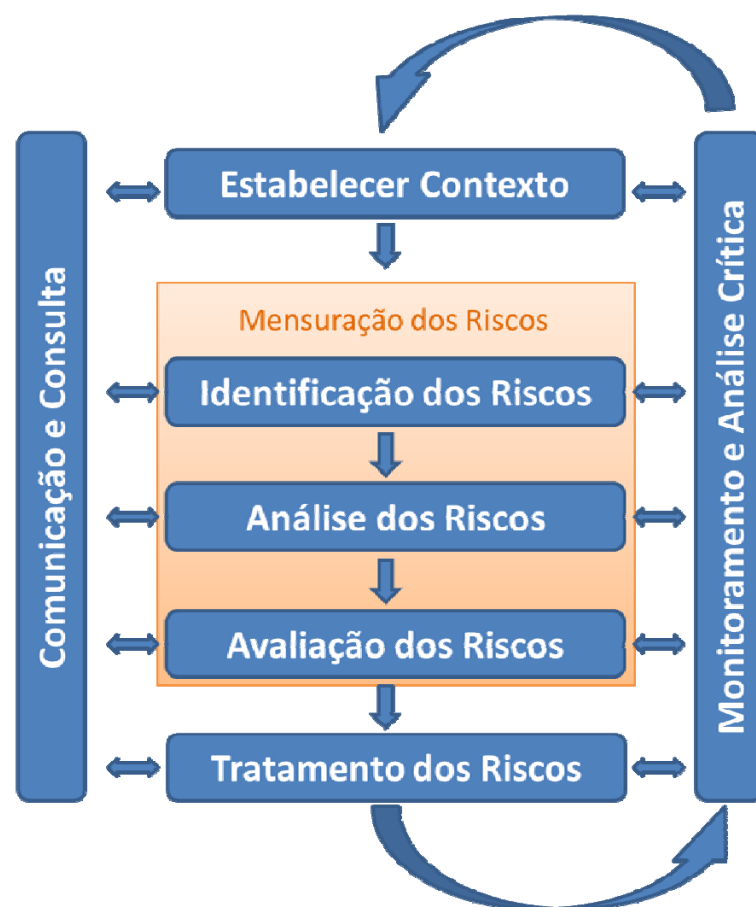 Estabelecer Contexto
Comunicação e Consulta
Monitoramento e Análise Crítica
Mensuração dos Riscos
Identificação dos Riscos
Análise dos Riscos
Avaliação dos Riscos
Tratamento dos Riscos